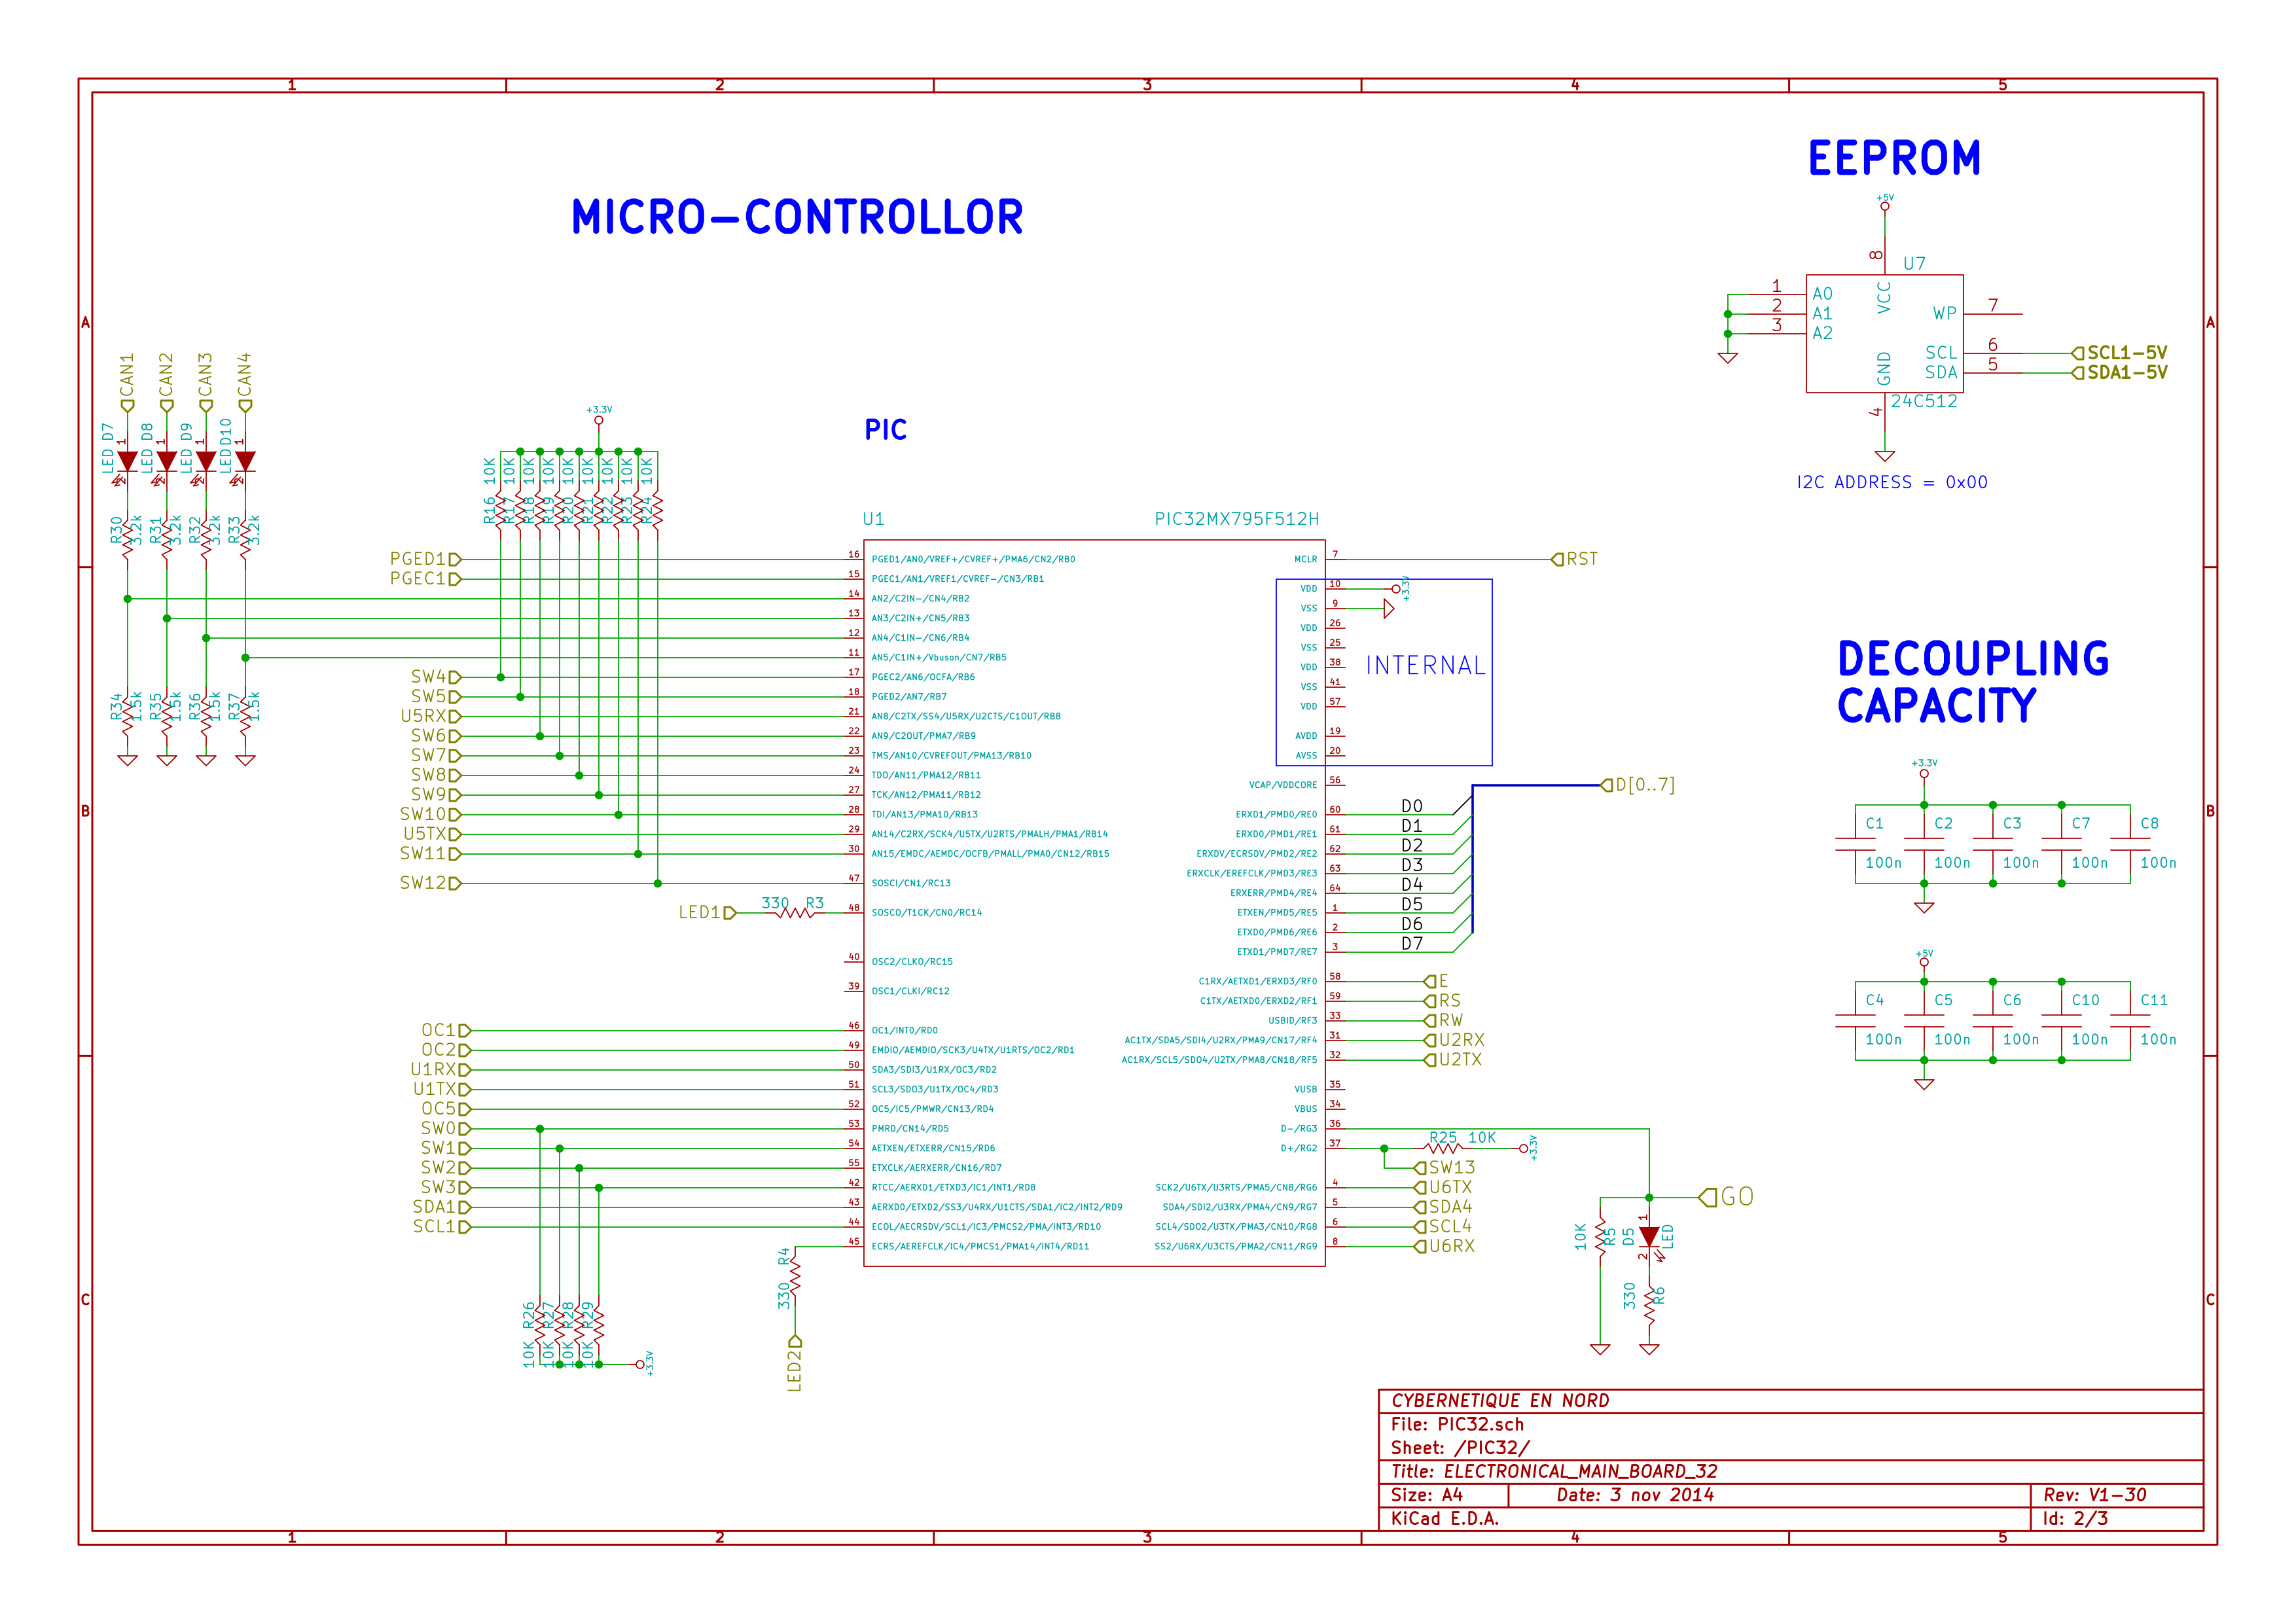 1 2 3 4 5
A
B
C
A
B
C
1 2 3 4 5
MICRO-CONTROLLOR
EEPROM
+5V
8
U7
1 A0
2 A1
3 A2
VCC
GND
WP 7
SCL 6 SCL1-5V
SDA 5 SDA1-5V
4
24C512
I2C ADDRESS = 0x00
CAN1
CAN2
CAN3
CAN4
LED D7 1 2
LED D8 1 2
LED D9 1 2
LED D10 1 2
R30 3.2k
R31 3.2k
R32 3.2k
R33 3.2k
R34 1.5k
R35 1.5k
R36 1.5k
R37 1.5k
+3.3V
R16 10K
R17 10K
R18 10K
R19 10K
R20 10K
R21 10K
R22 10K
R23 10K
R24 10K
PIC
U1
PIC32MX795F512H
PGED1 16 PGED1/AN0/VREF+/CVREF+/PMA6/CN2/RB0
PGEC1 15 PGEC1/AN1/VREF1/CVREF-/CN3/RB1
14 AN2/C2IN-/CN4/RB2
13 AN3/C2IN+/CN5/RB3
12 AN4/C1IN-/CN6/RB4
11 AN5/C1IN+/Vbuson/CN7/RB5
SW4 17 PGEC2/AN6/OCFA/RB6
SW5 18 PGED2/AN7/RB7
U5RX 21 AN8/C2TX/SS4/U5RX/U2CTS/C1OUT/RB8
SW6 22 AN9/C2OUT/PMA7/RB9
SW7 23 TMS/AN10/CVREFOUT/PMA13/RB10
SW8 24 TDO/AN11/PMA12/RB11
SW9 27 TCK/AN12/PMA11/RB12
SW10 28 TDI/AN13/PMA10/RB13
U5TX 29 AN14/C2RX/SCK4/U5TX/U2RTS/PMALH/PMA1/RB14
SW11 30 AN15/EMDC/AEMDC/OCFB/PMALL/PMA0/CN12/RB15
SW12 47 SOSCI/CN1/RC13
LED1 330 R3 48 SOSCO/T1CK/CN0/RC14
40 OSC2/CLKO/RC15
39 OSC1/CLKI/RC12
OC1 46 OC1/INT0/RD0
OC2 49 EMDIO/AEMDIO/SCK3/U4TX/U1RTS/OC2/RD1
U1RX 50 SDA3/SDI3/U1RX/OC3/RD2
U1TX 51 SCL3/SDO3/U1TX/OC4/RD3
OC5 52 OC5/IC5/PMWR/CN13/RD4
SW0 53 PMRD/CN14/RD5
SW1 54 AETXEN/ETXERR/CN15/RD6
SW2 55 ETXCLK/AERXERR/CN16/RD7
SW3 42 RTCC/AERXD1/ETXD3/IC1/INT1/RD8
SDA1 43 AERXD0/ETXD2/SS3/U4RX/U1CTS/SDA1/IC2/INT2/RD9
SCL1 44 ECOL/AECRSDV/SCL1/IC3/PMCS2/PMA/INT3/RD10
45 ECRS/AEREFCLK/IC4/PMCS1/PMA14/INT4/RD11
330 R4
LED2
10K R26
10K R27
10K R28
10K R29
+3.3V
MCLR 7 RST
VDD 10 +3.3V
VSS 9
VDD 26
VSS 25
VDD 38
VSS 41
VDD 57
AVDD 19
AVSS 20
INTERNAL
VCAP/VDDCORE 56
D[0..7]
ERXD1/PMD0/RE0 60 D0
ERXD0/PMD1/RE1 61 D1
ERXDV/ECRSDV/PMD2/RE2 62 D2
ERXCLK/EREFCLK/PMD3/RE3 63 D3
ERXERR/PMD4/RE4 64 D4
ETXEN/PMD5/RE5 1 D5
ETXD0/PMD6/RE6 2 D6
ETXD1/PMD7/RE7 3 D7
C1RX/AETXD1/ERXD3/RF0 58 E
C1TX/AETXD0/ERXD2/RF1 59 RS
USBID/RF3 33 RW
AC1TX/SDA5/SDI4/U2RX/PMA9/CN17/RF4 31 U2RX
AC1RX/SCL5/SDO4/U2TX/PMA8/CN18/RF5 32 U2TX
VUSB 35
VBUS 34
D-/RG3 36
D+/RG2 37 R25 10K +3.3V
SW13
SCK2/U6TX/U3RTS/PMA5/CN8/RG6 4 U6TX
SDA4/SDI2/U3RX/PMA4/CN9/RG7 5 SDA4
SCL4/SDO2/U3TX/PMA3/CN10/RG8 6 SCL4
SS2/U6RX/U3CTS/PMA2/CN11/RG9 8 U6RX
GO
10K R5
D5 LED 1 2
330 R6
DECOUPLING
CAPACITY
+3.3V
C1 C2 C3 C7 C8
100n 100n 100n 100n 100n
+5V
C4 C5 C6 C10 C11
100n 100n 100n 100n 100n
CYBERNETIQUE EN NORD
File: PIC32.sch
Sheet: /PIC32/
Title: ELECTRONICAL_MAIN_BOARD_32
Size: A4 Date: 3 nov 2014 Rev: V1-30
KiCad E.D.A. Id: 2/3